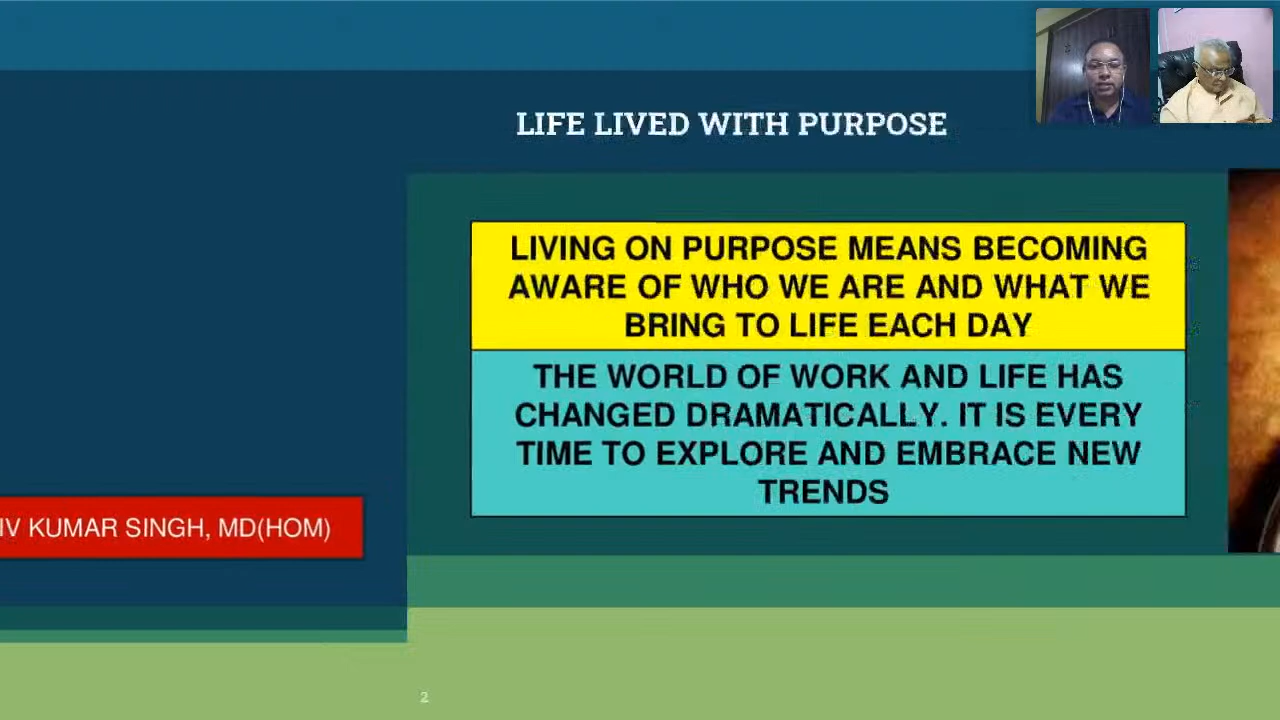 LIFE LIVED WITH PURPOSE
LIVING ON PURPOSE MEANS BECOMING
AWARE OF WHO WE ARE AND WHAT WE
BRING TO LIFE EACH DAY
THE WORLD OF WORK AND LIFE HAS
CHANGED DRAMATICALLY. IT IS EVERY
TIME TO EXPLORE AND EMBRACE NEW
TRENDS
IV KUMAR SINGH, MD(HOM)
2